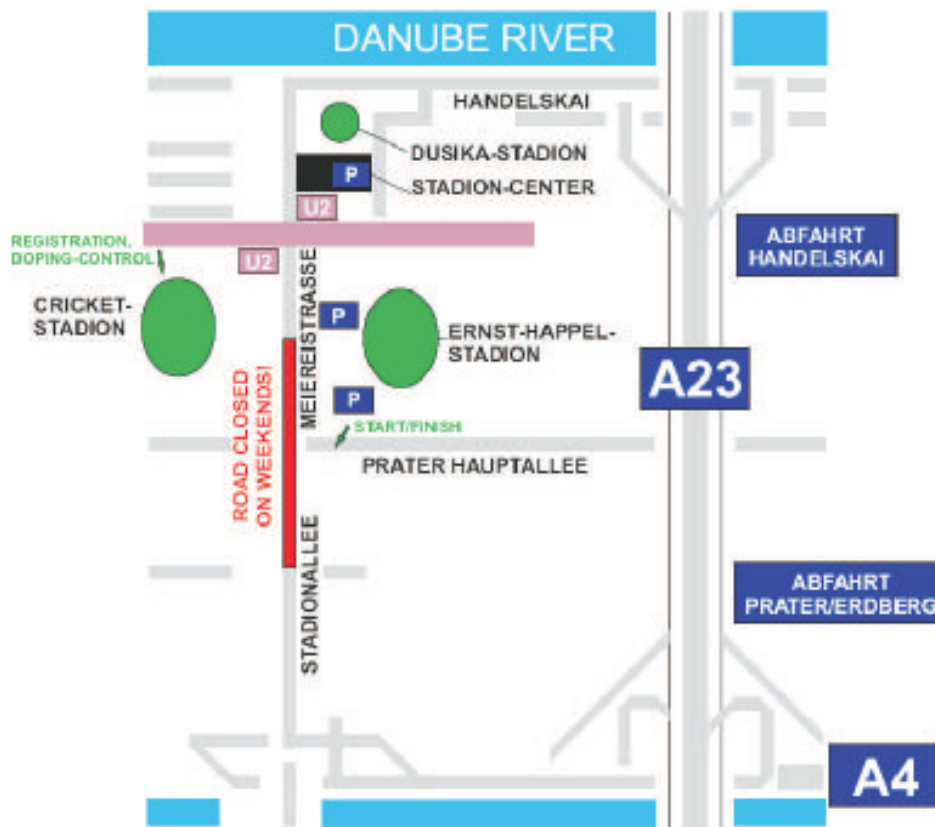 DANUBE RIVER
HANDELSKAI
DUSIKA-STADION
P
STADION-CENTER
U2
REGISTRATION,
DOPING-CONTROL
U2
ABFAHRT
HANDELSKAI
CRICKET-
STADION
MEIEREISTRASSE
P
ERNST-HAPPEL-
STADION
A23
P
ROAD CLOSED
ON WEEKENDS!
START/FINISH
PRATER HAUPTALLEE
STADIONALLEE
ABFAHRT
PRATER/ERDBERG
A4